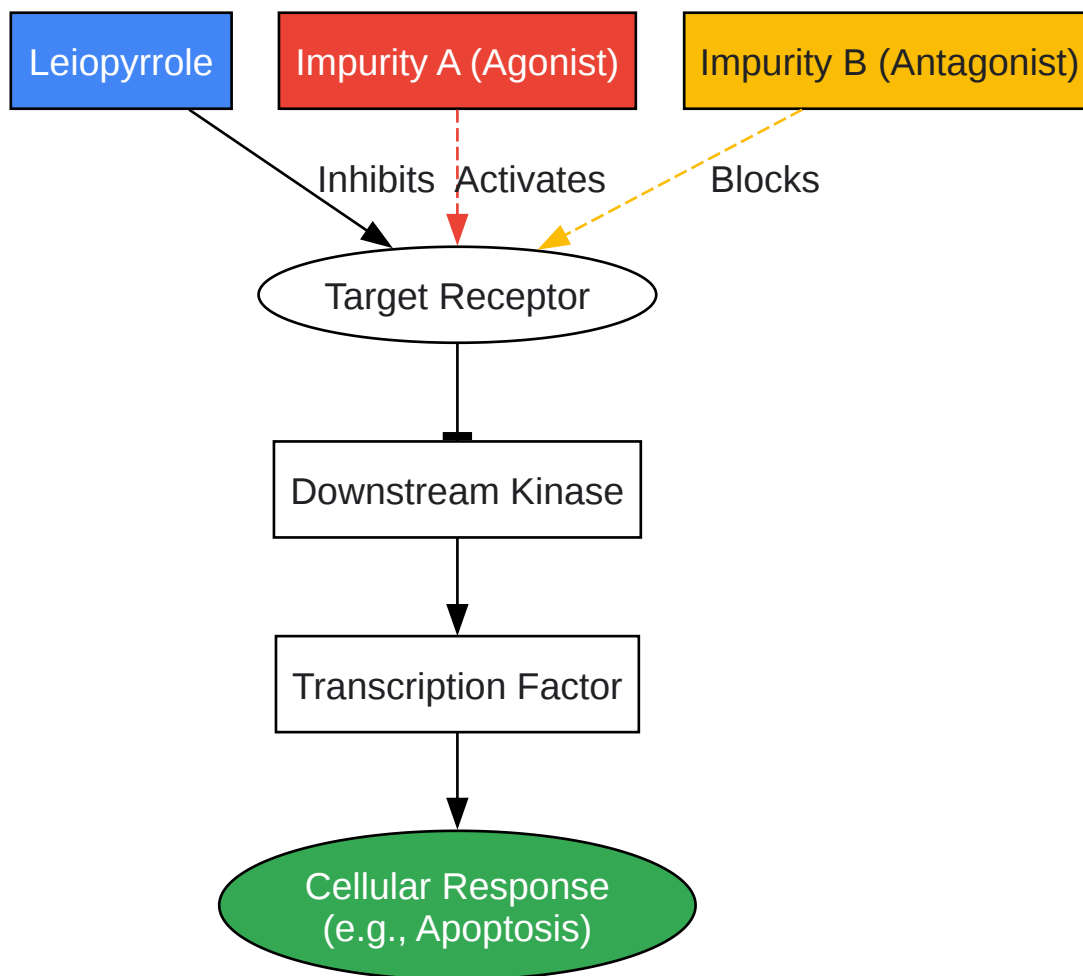 Leiopyrrole
Impurity A (Agonist)
Impurity B (Antagonist)
Inhibits
Activates
Blocks
Target Receptor
Downstream Kinase
Transcription Factor
Cellular Response
(e.g., Apoptosis)